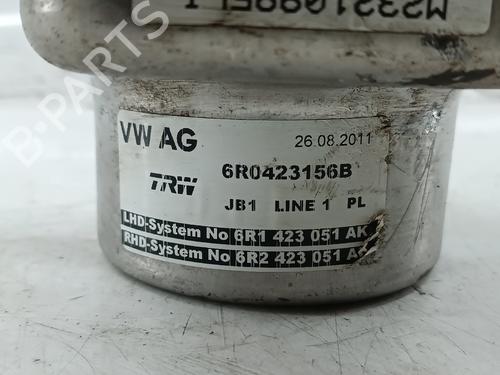 VW AG
26.08.2011
TRW
6R0423156B
JB1 LINE 1 PL
LHD-System No 6R1 423 051 AK
RHD-System No 6R2 423 051
B-PARTS